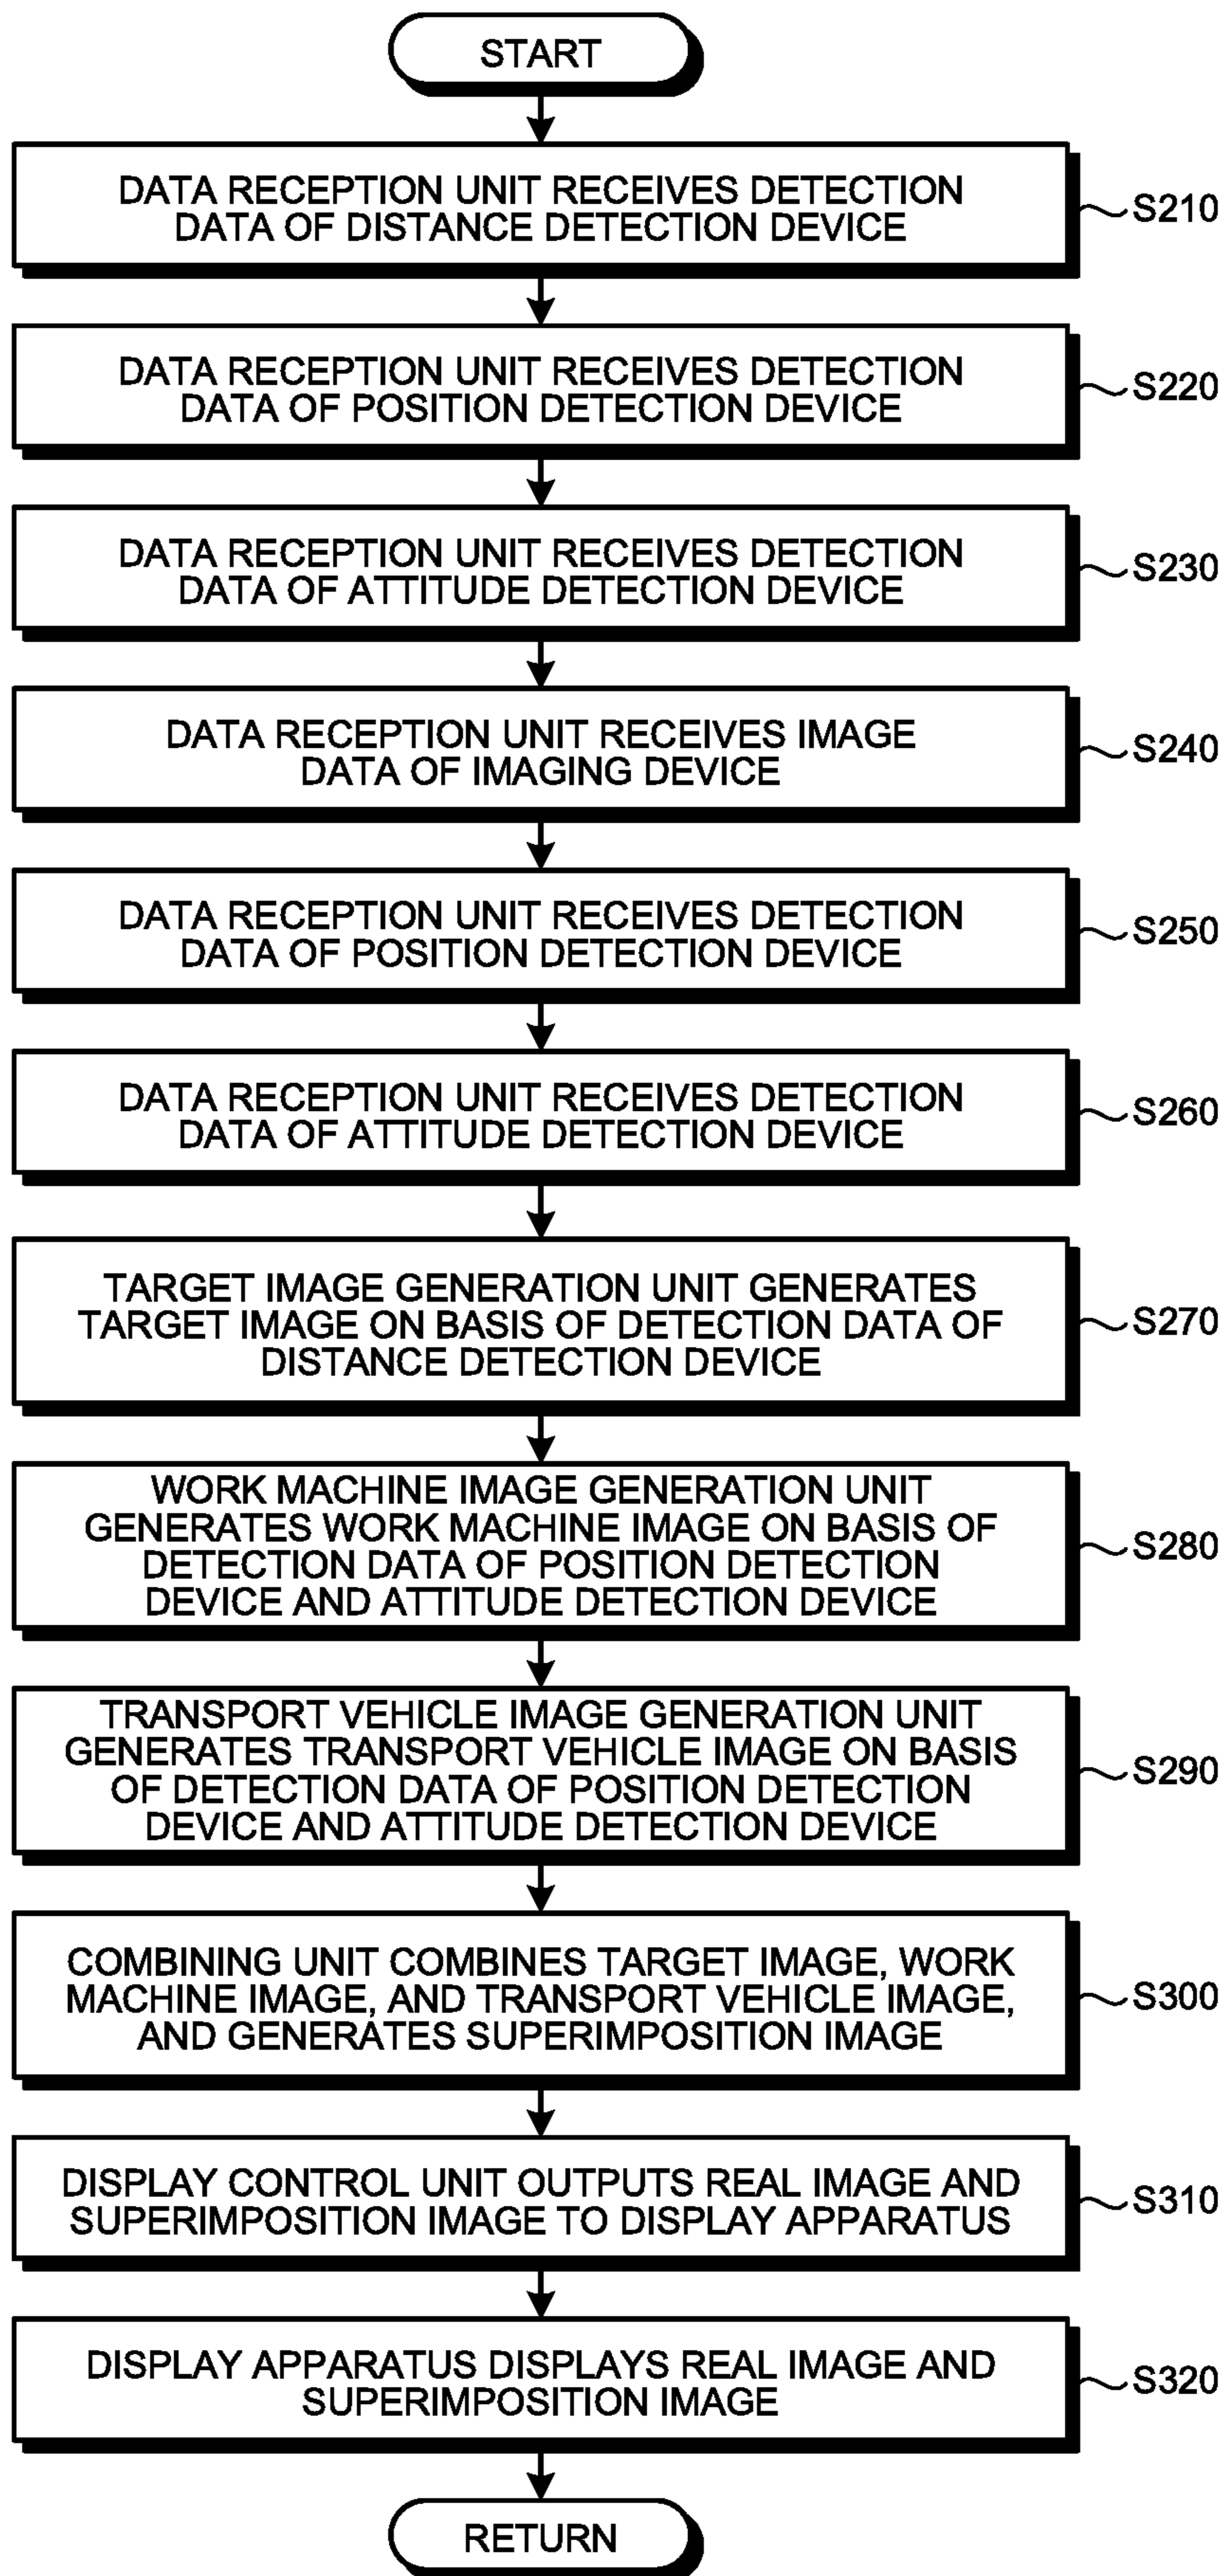 START
DATA RECEPTION UNIT RECEIVES DETECTION
DATA OF DISTANCE DETECTION DEVICE
S210
DATA RECEPTION UNIT RECEIVES DETECTION
DATA OF POSITION DETECTION DEVICE
S220
DATA RECEPTION UNIT RECEIVES DETECTION
DATA OF ATTITUDE DETECTION DEVICE
S230
DATA RECEPTION UNIT RECEIVES IMAGE
DATA OF IMAGING DEVICE
S240
DATA RECEPTION UNIT RECEIVES DETECTION
DATA OF POSITION DETECTION DEVICE
S250
DATA RECEPTION UNIT RECEIVES DETECTION
DATA OF ATTITUDE DETECTION DEVICE
S260
TARGET IMAGE GENERATION UNIT GENERATES
TARGET IMAGE ON BASIS OF DETECTION DATA OF
DISTANCE DETECTION DEVICE
S270
WORK MACHINE IMAGE GENERATION UNIT
GENERATES WORK MACHINE IMAGE ON BASIS OF
DETECTION DATA OF POSITION DETECTION
DEVICE AND ATTITUDE DETECTION DEVICE
S280
TRANSPORT VEHICLE IMAGE GENERATION UNIT
GENERATES TRANSPORT VEHICLE IMAGE ON BASIS
OF DETECTION DATA OF POSITION DETECTION
DEVICE AND ATTITUDE DETECTION DEVICE
S290
COMBINING UNIT COMBINES TARGET IMAGE, WORK
MACHINE IMAGE, AND TRANSPORT VEHICLE IMAGE,
AND GENERATES SUPERIMPOSITION IMAGE
S300
DISPLAY CONTROL UNIT OUTPUTS REAL IMAGE AND
SUPERIMPOSITION IMAGE TO DISPLAY APPARATUS
S310
DISPLAY APPARATUS DISPLAYS REAL IMAGE AND
SUPERIMPOSITION IMAGE
S320
RETURN